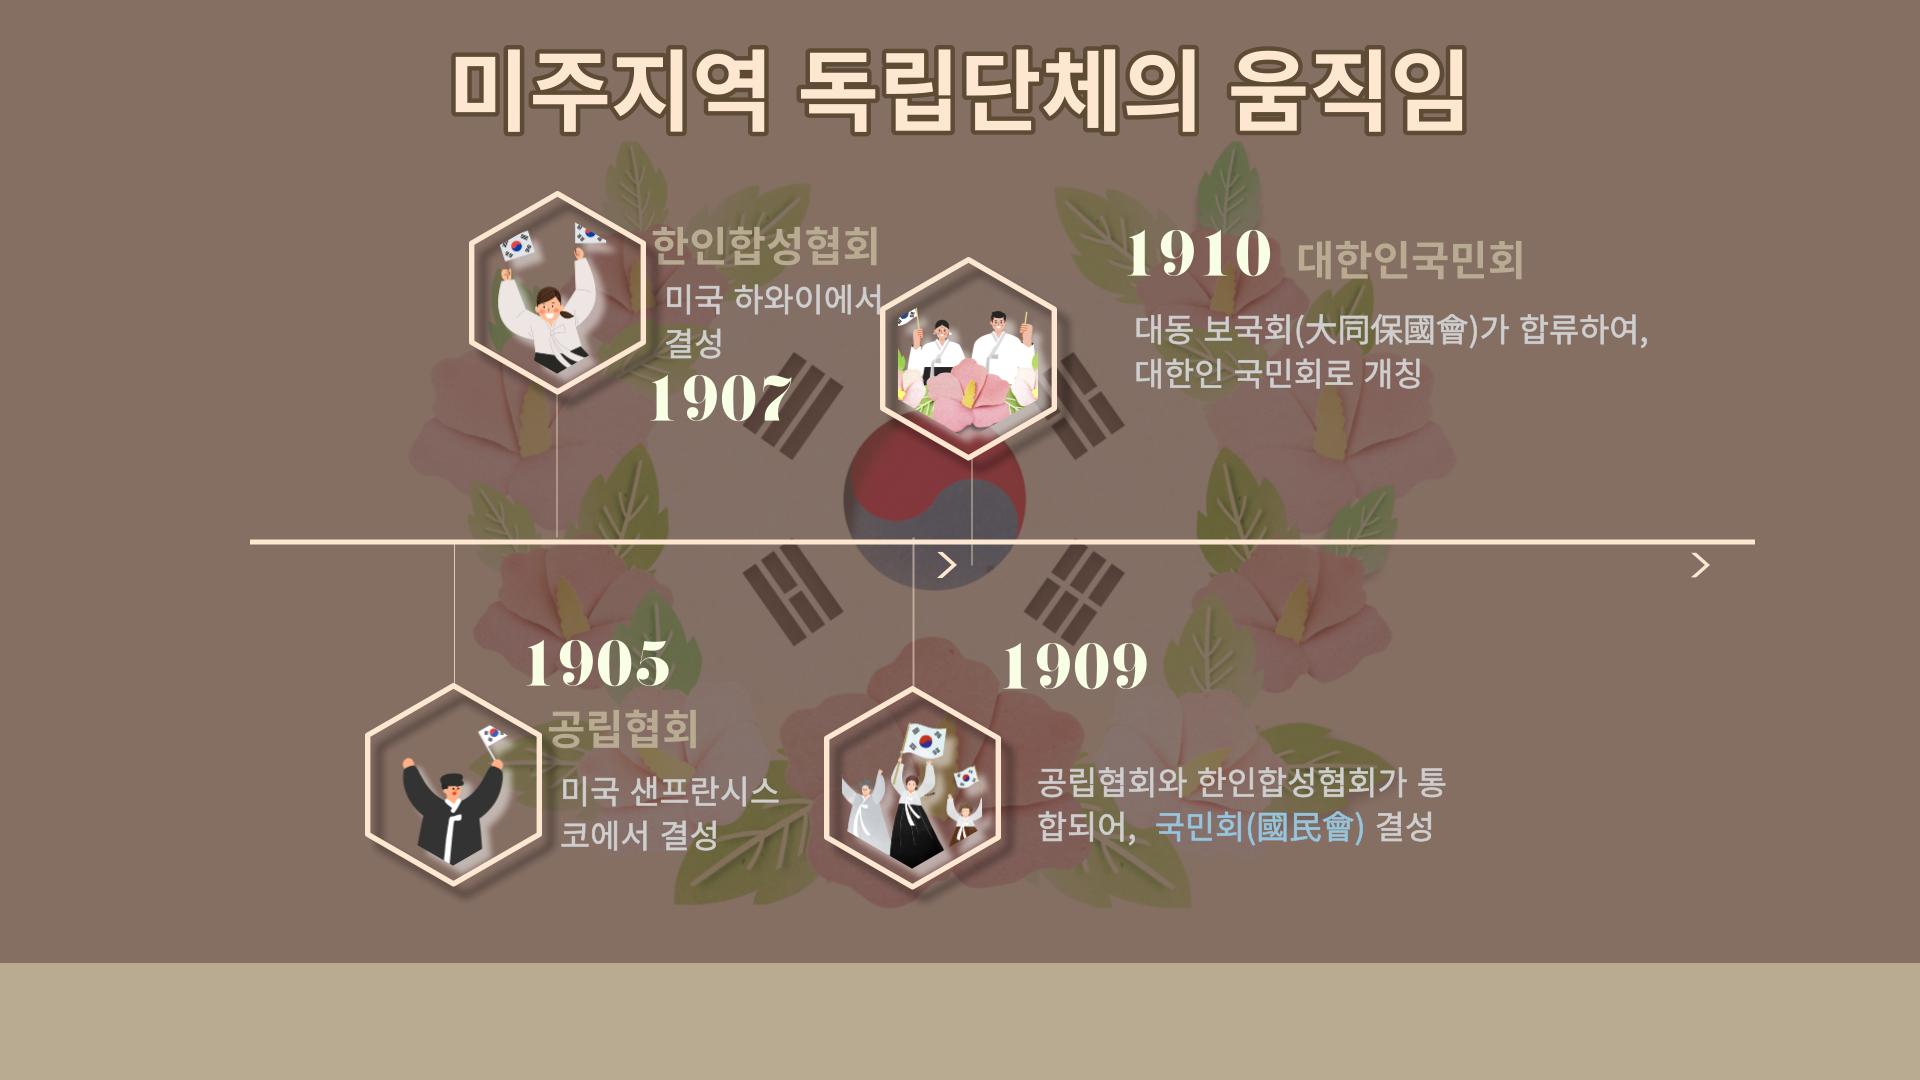 미주지역 독립단체의 움직임
한인합성협회
미국 하와이에서
결성
1907
1910 대한인국민회
대동 보국회(大同保國會)가 합류하여,
대한인 국민회로 개칭
1905
공립협회
미국 샌프란시스
코에서 결성
1909
공립협회와 한인합성협회가 통
합되어, 국민회(國民會) 결성